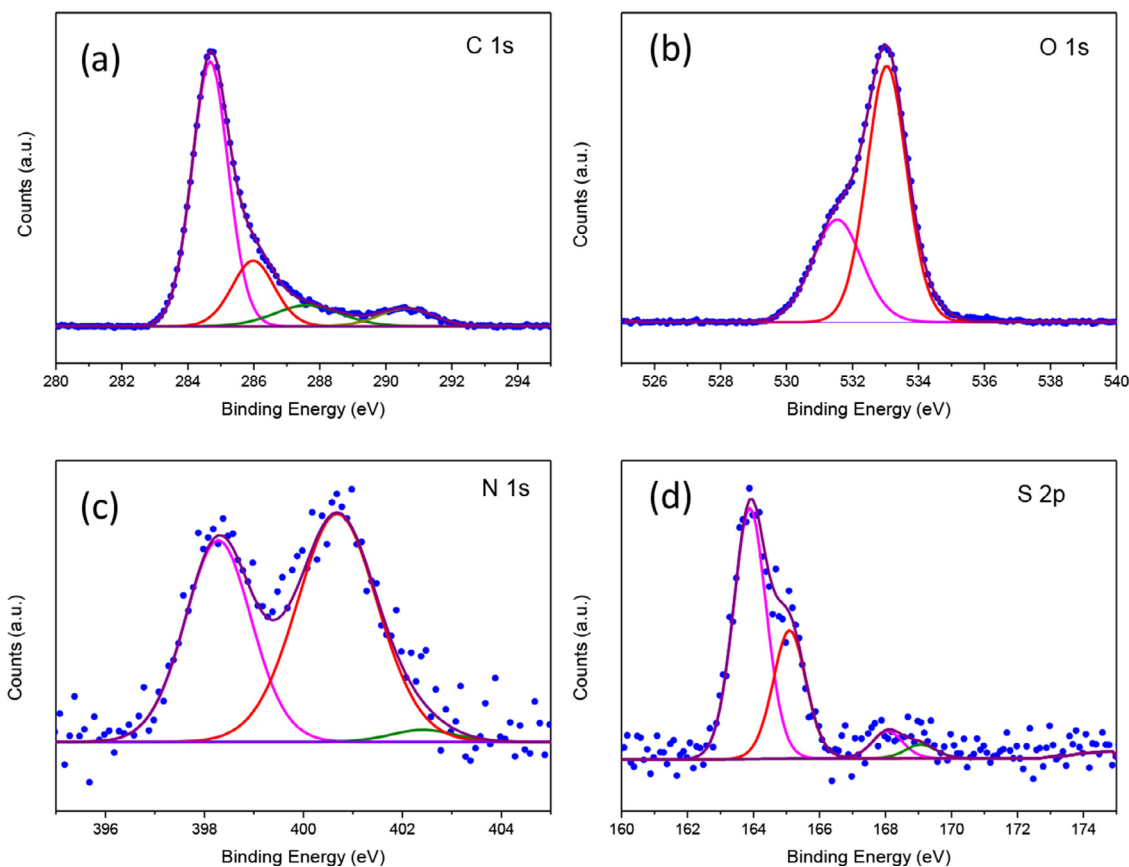 (a)
C 1s
Counts (a.u.)
280 282 284 286 288 290 292 294
Binding Energy (eV)
(b)
O 1s
Counts (a.u.)
526 528 530 532 534 536 538 540
Binding Energy (eV)
(c)
N 1s
Counts (a.u.)
396 398 400 402 404
Binding Energy (eV)
(d)
S 2p
Counts (a.u.)
160 162 164 166 168 170 172 174
Binding Energy (eV)